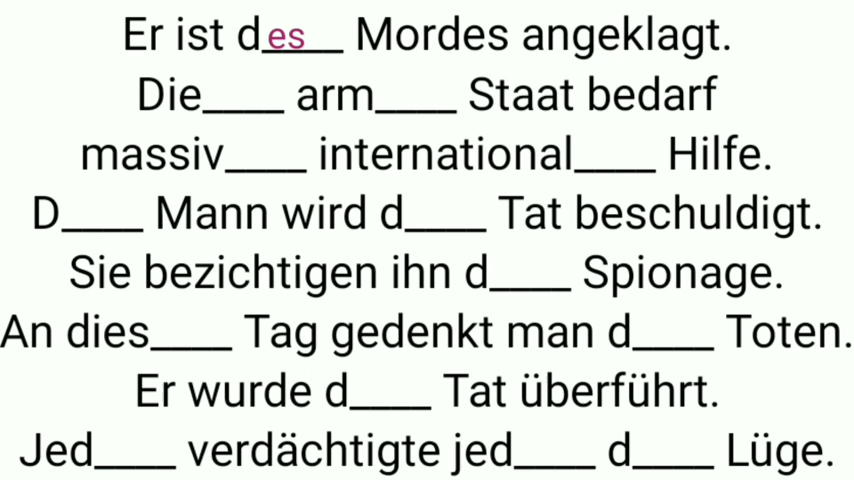 Er ist d_es__ Mordes angeklagt.
Die____ arm____ Staat bedarf
massiv____ international____ Hilfe.
D____ Mann wird d____ Tat beschuldigt.
Sie bezichtigen ihn d____ Spionage.
An dies____ Tag gedenkt man d____ Toten.
Er wurde d____ Tat überführt.
Jed____ verdächtigte jed____ d____ Lüge.